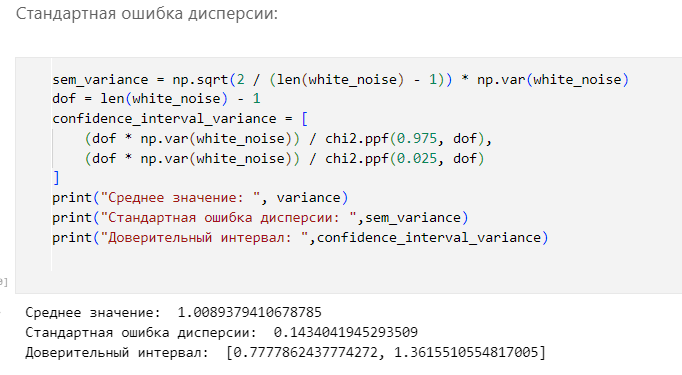 Стандартная ошибка дисперсии:
sem_variance = np.sqrt(2 / (len(white_noise) - 1)) * np.var(white_noise)
dof = len(white_noise) - 1
confidence_interval_variance = [
    (dof * np.var(white_noise)) / chi2.ppf(0.975, dof),
    (dof * np.var(white_noise)) / chi2.ppf(0.025, dof)
]
print("Среднее значение: ", variance)
print("Стандартная ошибка дисперсии: ",sem_variance)
print("Доверительный интервал: ",confidence_interval_variance)
Среднее значение:  1.0089379410678785
Стандартная ошибка дисперсии:  0.1434041945293509
Доверительный интервал:  [0.7777862437774272, 1.3615510554817005]